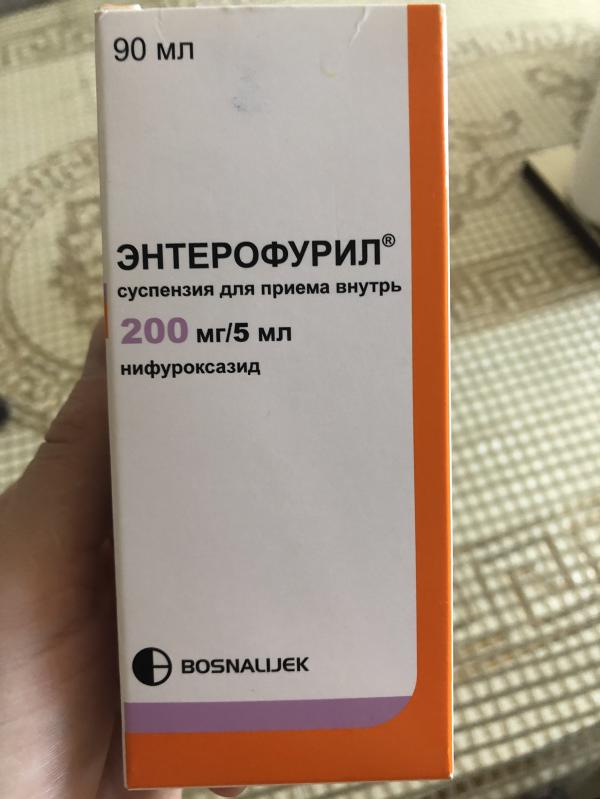 90 мл
ЭНТЕРОФУРИЛ®
суспензия для приема внутрь
200 мг/5 мл
нифуроксазид
BOSNALIJEK